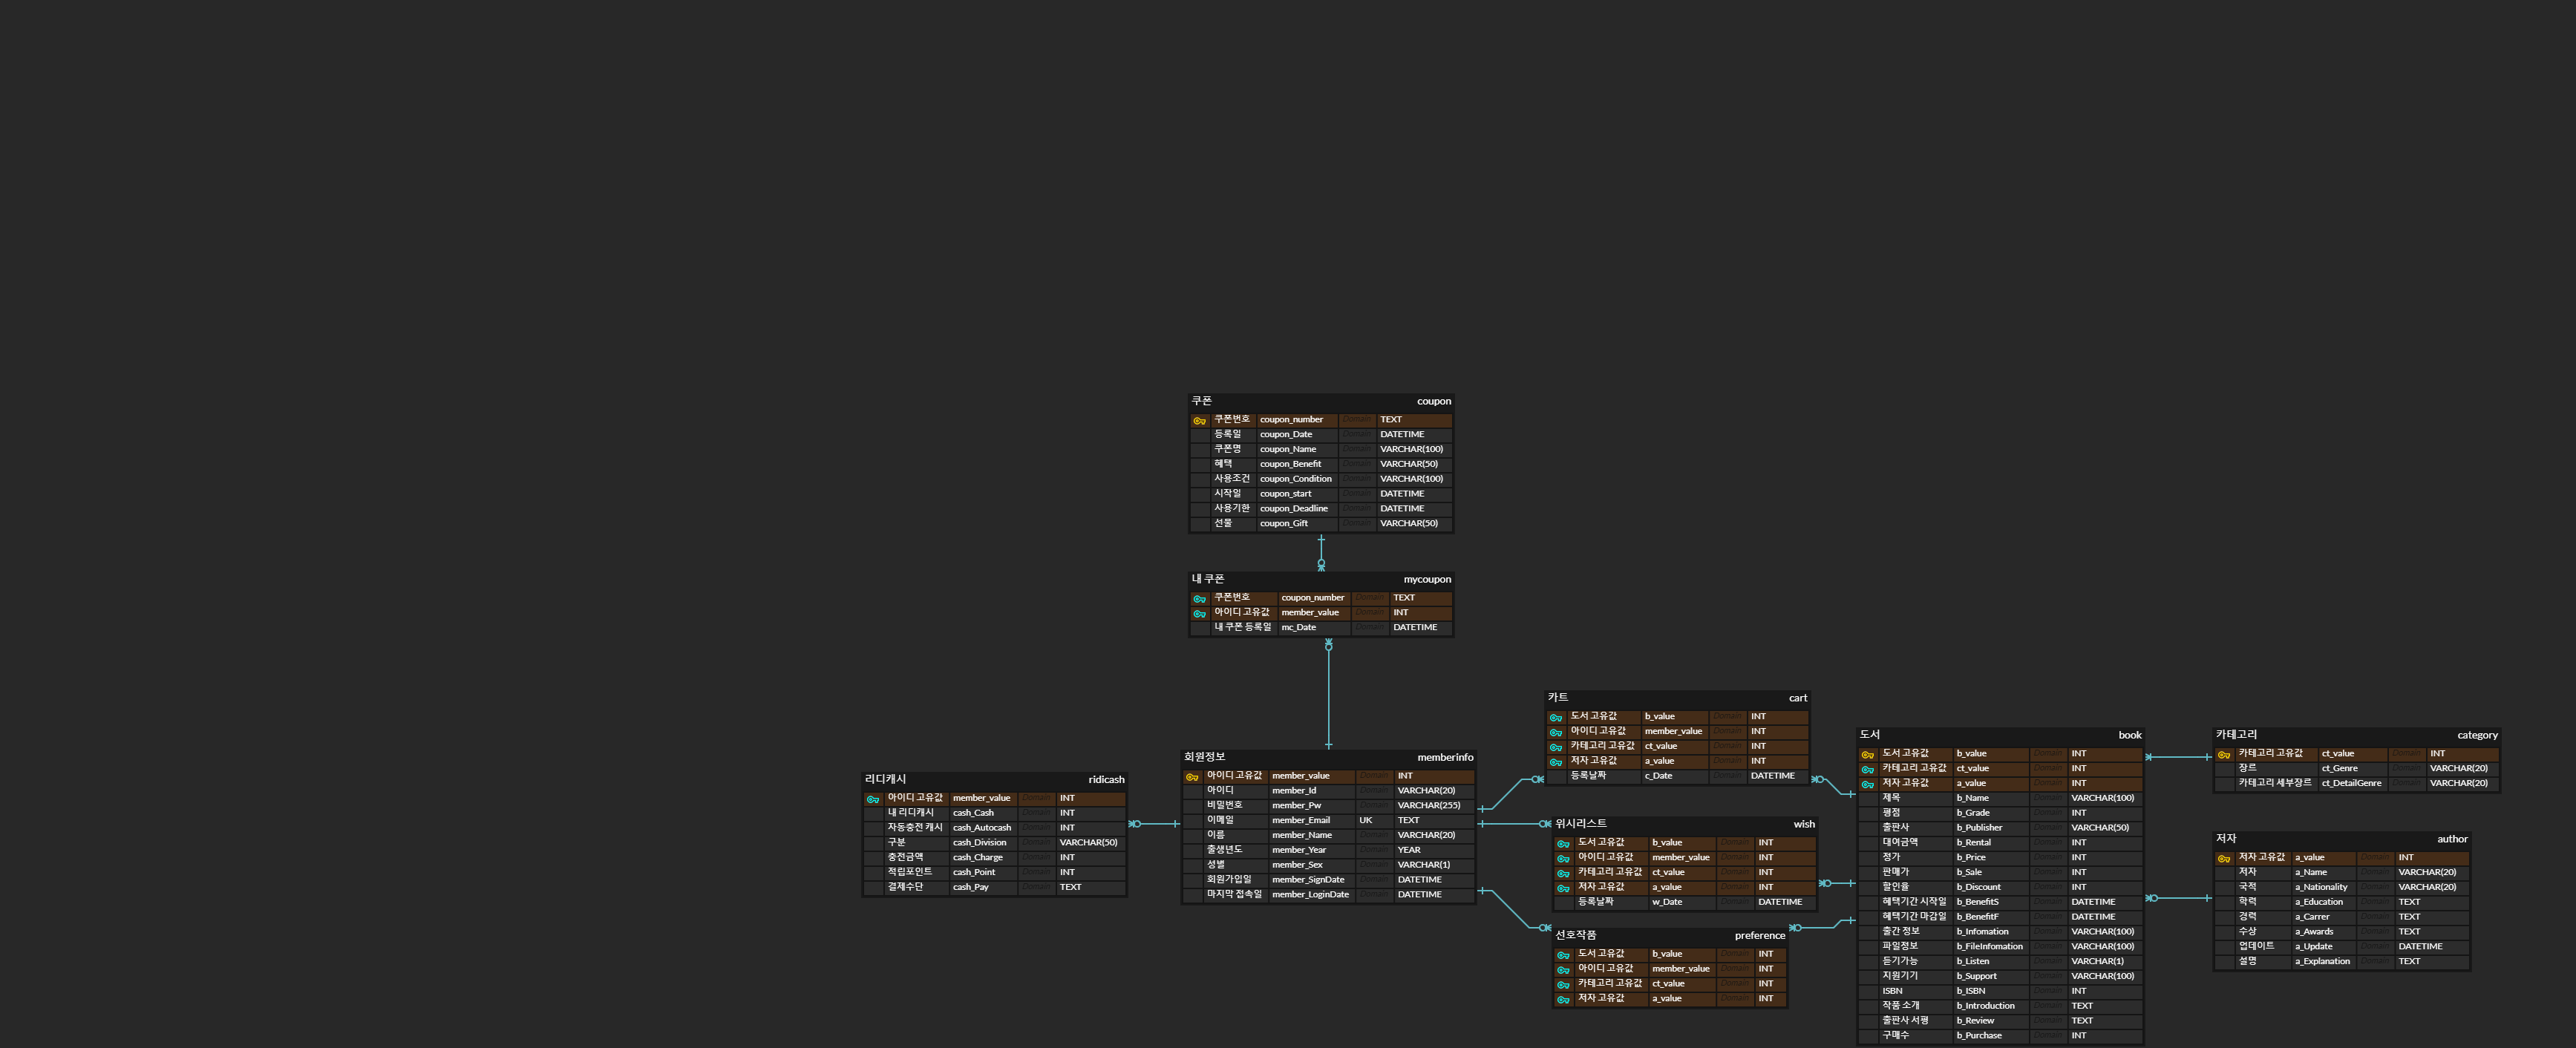 쿠폰 coupon
쿠폰번호 coupon_number Domain TEXT
등록일 coupon_Date Domain DATETIME
쿠폰명 coupon_Name Domain VARCHAR(100)
혜택 coupon_Benefit Domain VARCHAR(50)
사용조건 coupon_Condition Domain VARCHAR(100)
시작일 coupon_start Domain DATETIME
사용기한 coupon_Deadline Domain DATETIME
선물 coupon_Gift Domain VARCHAR(50)
내 쿠폰 mycoupon
쿠폰번호 coupon_number Domain TEXT
아이디 고유값 member_value Domain INT
내 쿠폰 등록일 mc_Date Domain DATETIME
리디캐시 ridicash
아이디 고유값 member_value Domain INT
내 리디캐시 cash_Cash Domain INT
자동충전 캐시 cash_Autocash Domain INT
구분 cash_Division Domain VARCHAR(50)
충전금액 cash_Charge Domain INT
적립포인트 cash_Point Domain INT
결제수단 cash_Pay Domain TEXT
회원정보 memberinfo
아이디 고유값 member_value Domain INT
아이디 member_Id Domain VARCHAR(20)
비밀번호 member_Pw Domain VARCHAR(255)
이메일 member_Email UK TEXT
이름 member_Name Domain VARCHAR(20)
출생년도 member_Year Domain YEAR
성별 member_Sex Domain VARCHAR(1)
회원가입일 member_SignDate Domain DATETIME
마지막 접속일 member_LoginDate Domain DATETIME
카트 cart
도서 고유값 b_value Domain INT
아이디 고유값 member_value Domain INT
카테고리 고유값 ct_value Domain INT
저자 고유값 a_value Domain INT
등록날짜 c_Date Domain DATETIME
위시리스트 wish
도서 고유값 b_value Domain INT
아이디 고유값 member_value Domain INT
카테고리 고유값 ct_value Domain INT
저자 고유값 a_value Domain INT
등록날짜 w_Date Domain DATETIME
선호작품 preference
도서 고유값 b_value Domain INT
아이디 고유값 member_value Domain INT
카테고리 고유값 ct_value Domain INT
저자 고유값 a_value Domain INT
도서 book
도서 고유값 b_value Domain INT
카테고리 고유값 ct_value Domain INT
저자 고유값 a_value Domain INT
제목 b_Name Domain VARCHAR(100)
평점 b_Grade Domain INT
출판사 b_Publisher Domain VARCHAR(50)
대여금액 b_Rental Domain INT
정가 b_Price Domain INT
판매가 b_Sale Domain INT
할인율 b_Discount Domain INT
혜택기간 시작일 b_BenefitS Domain DATETIME
혜택기간 마감일 b_BenefitF Domain DATETIME
출간 정보 b_Infomation Domain VARCHAR(100)
파일정보 b_FileInfomation Domain VARCHAR(100)
듣기가능 b_Listen Domain VARCHAR(1)
지원기기 b_Support Domain VARCHAR(100)
ISBN b_ISBN Domain INT
작품 소개 b_Introduction Domain TEXT
출판사 서평 b_Review Domain TEXT
구매수 b_Purchase Domain INT
카테고리 category
카테고리 고유값 ct_value Domain INT
장르 ct_Genre Domain VARCHAR(20)
카테고리 세부장르 ct_DetailGenre Domain VARCHAR(20)
저자 author
저자 고유값 a_value Domain INT
저자 a_Name Domain VARCHAR(20)
국적 a_Nationality Domain VARCHAR(20)
학력 a_Education Domain TEXT
경력 a_Carrer Domain TEXT
수상 a_Awards Domain TEXT
업데이트 a_Update Domain DATETIME
설명 a_Explanation Domain TEXT